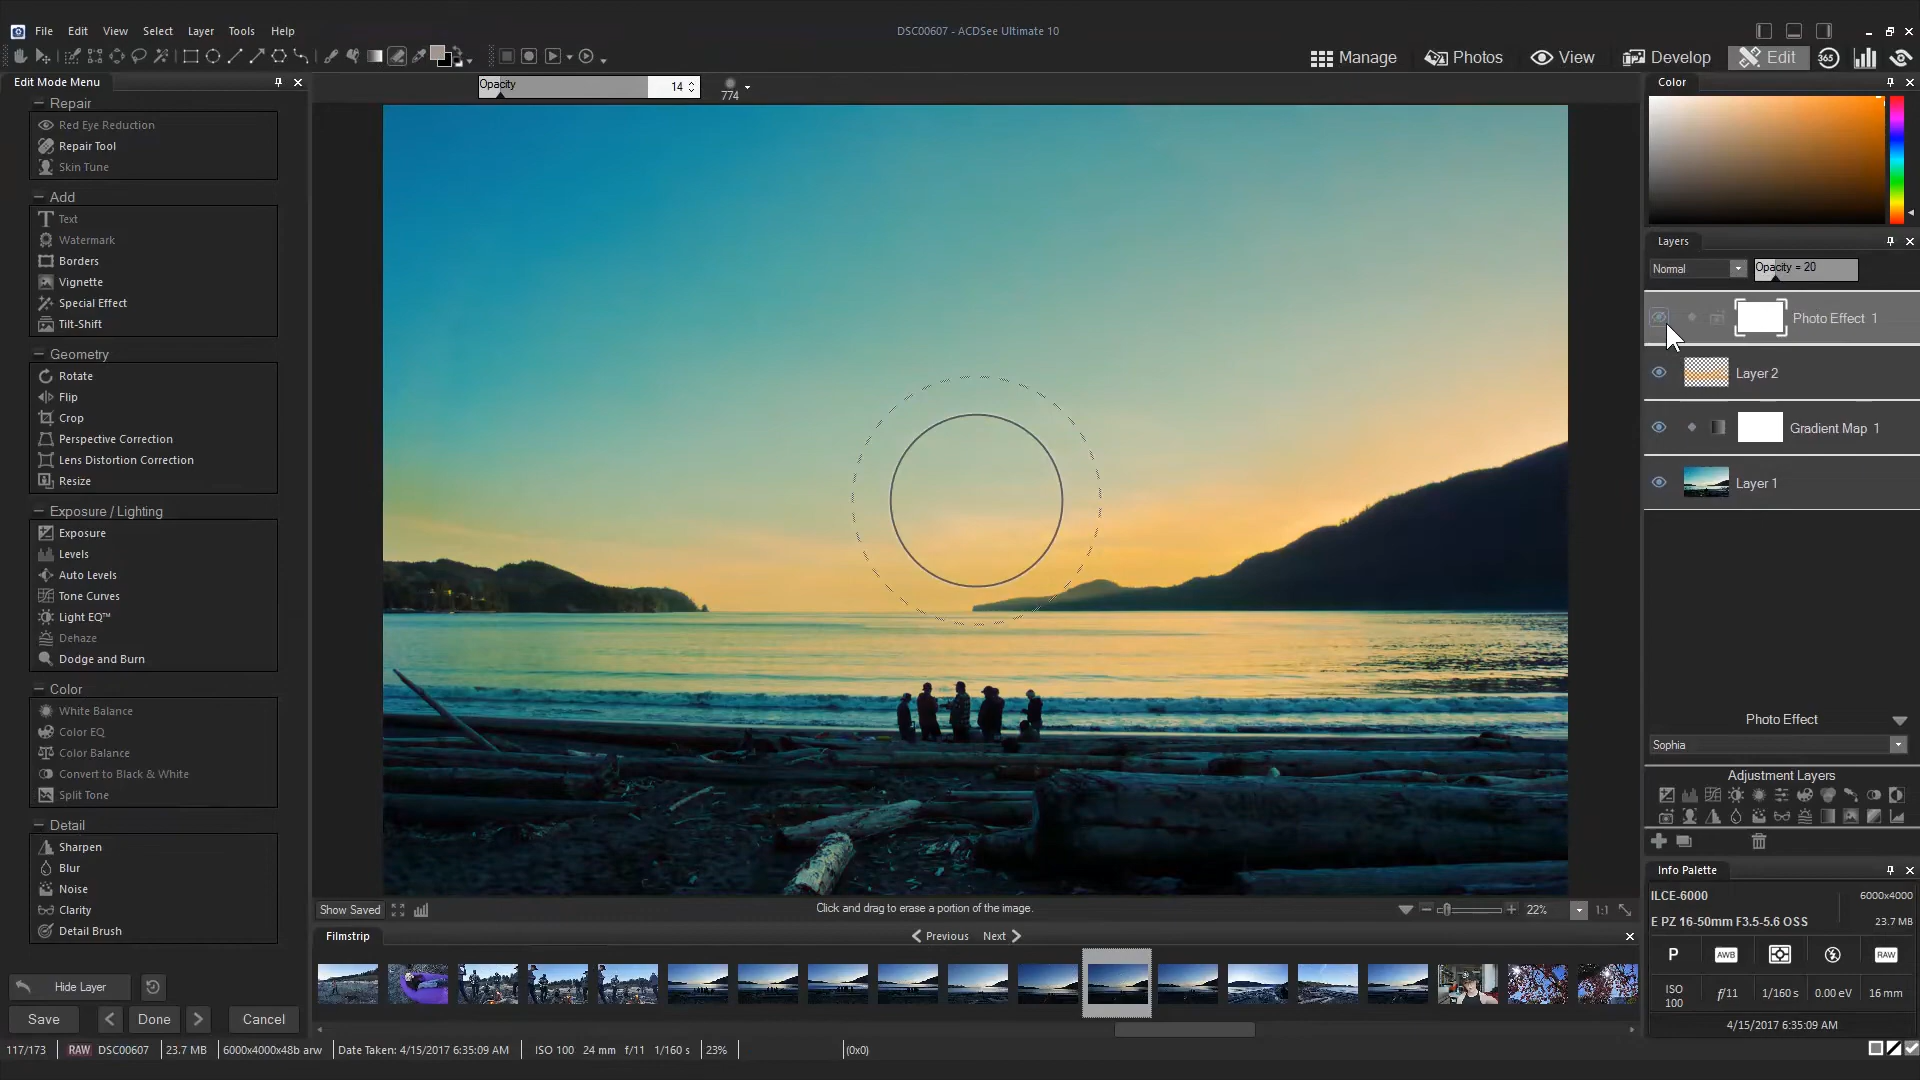 DSC00607 - ACDSee Ultimate 10
File Edit View Select Layer Tools Help
Manage Photos View Develop Edit 365
Edit Mode Menu
Opacity 14
774
Repair
Red Eye Reduction
Repair Tool
Skin Tune
Add
Text
Watermark
Borders
Vignette
Special Effect
Tilt-Shift
Geometry
Rotate
Flip
Crop
Perspective Correction
Lens Distortion Correction
Resize
Exposure / Lighting
Exposure
Levels
Auto Levels
Tone Curves
Light EQ™
Dehaze
Dodge and Burn
Color
White Balance
Color EQ
Color Balance
Convert to Black & White
Split Tone
Detail
Sharpen
Blur
Noise
Clarity
Detail Brush
Hide Layer
Save Done Cancel
Color
Layers
Normal Opacity = 20
Photo Effect 1
Layer 2
Gradient Map 1
Layer 1
Photo Effect
Sophia
Adjustment Layers
Info Palette
ILCE-6000 6000x4000
E PZ 16-50mm F3.5-5.6 OSS 23.7 MB
P AWB RAW
ISO 100 f/11 1/160 s 0.00 eV 16 mm
4/15/2017 6:35:09 AM
Show Saved Click and drag to erase a portion of the image. 22% 1:1
Filmstrip Previous Next
117/173 RAW DSC00607 23.7 MB 6000x4000x48b arw Date Taken: 4/15/2017 6:35:09 AM ISO 100 24 mm f/11 1/160 s 23% (0x0)